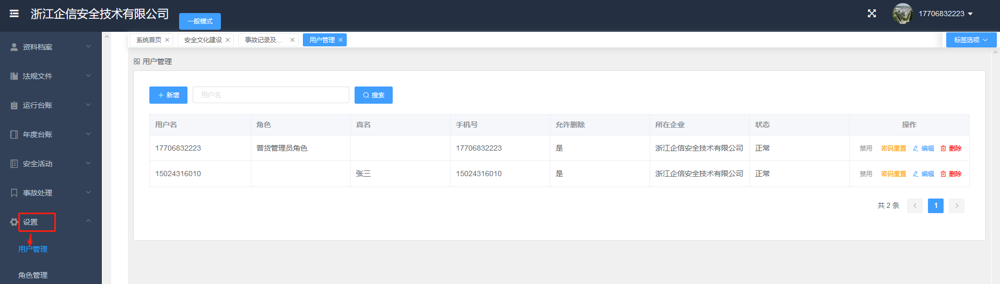 浙江企信安全技术有限公司
一般模式
17706832223
资料档案
法规文件
运行台账
年度台账
安全活动
事故处理
设置
用户管理
角色管理
系统首页
安全文化建设
事故记录及...
用户管理
标签选项
用户管理
新增
用户名
搜索
用户名 角色 真名 手机号 允许删除 所在企业 状态 操作
17706832223 普货管理员角色 17706832223 是 浙江企信安全技术有限公司 正常 禁用 密码重置 编辑 删除
15024316010 张三 15024316010 是 浙江企信安全技术有限公司 正常 禁用 密码重置 编辑 删除
共 2 条 1